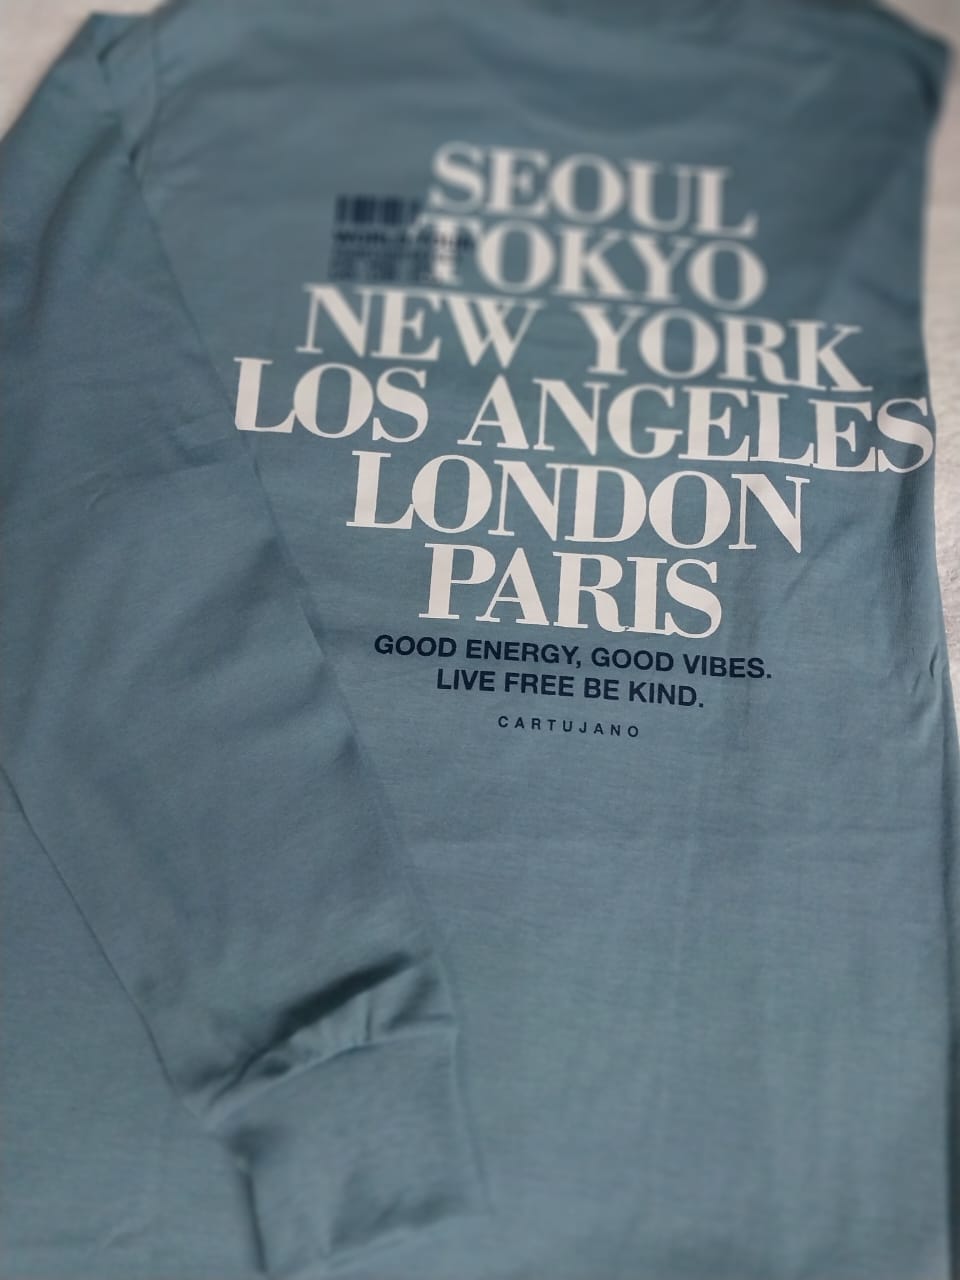 SEOUL
TOKYO
NEW YORK
LOS ANGELES
LONDON
PARIS
GOOD ENERGY, GOOD VIBES.
LIVE FREE BE KIND.
CARTUJANO